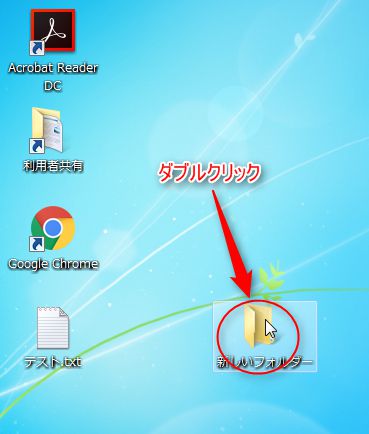 Acrobat Reader
DC
利用者共有
ダブルクリック
Google Chrome
テスト.txt
新しいフォルダー